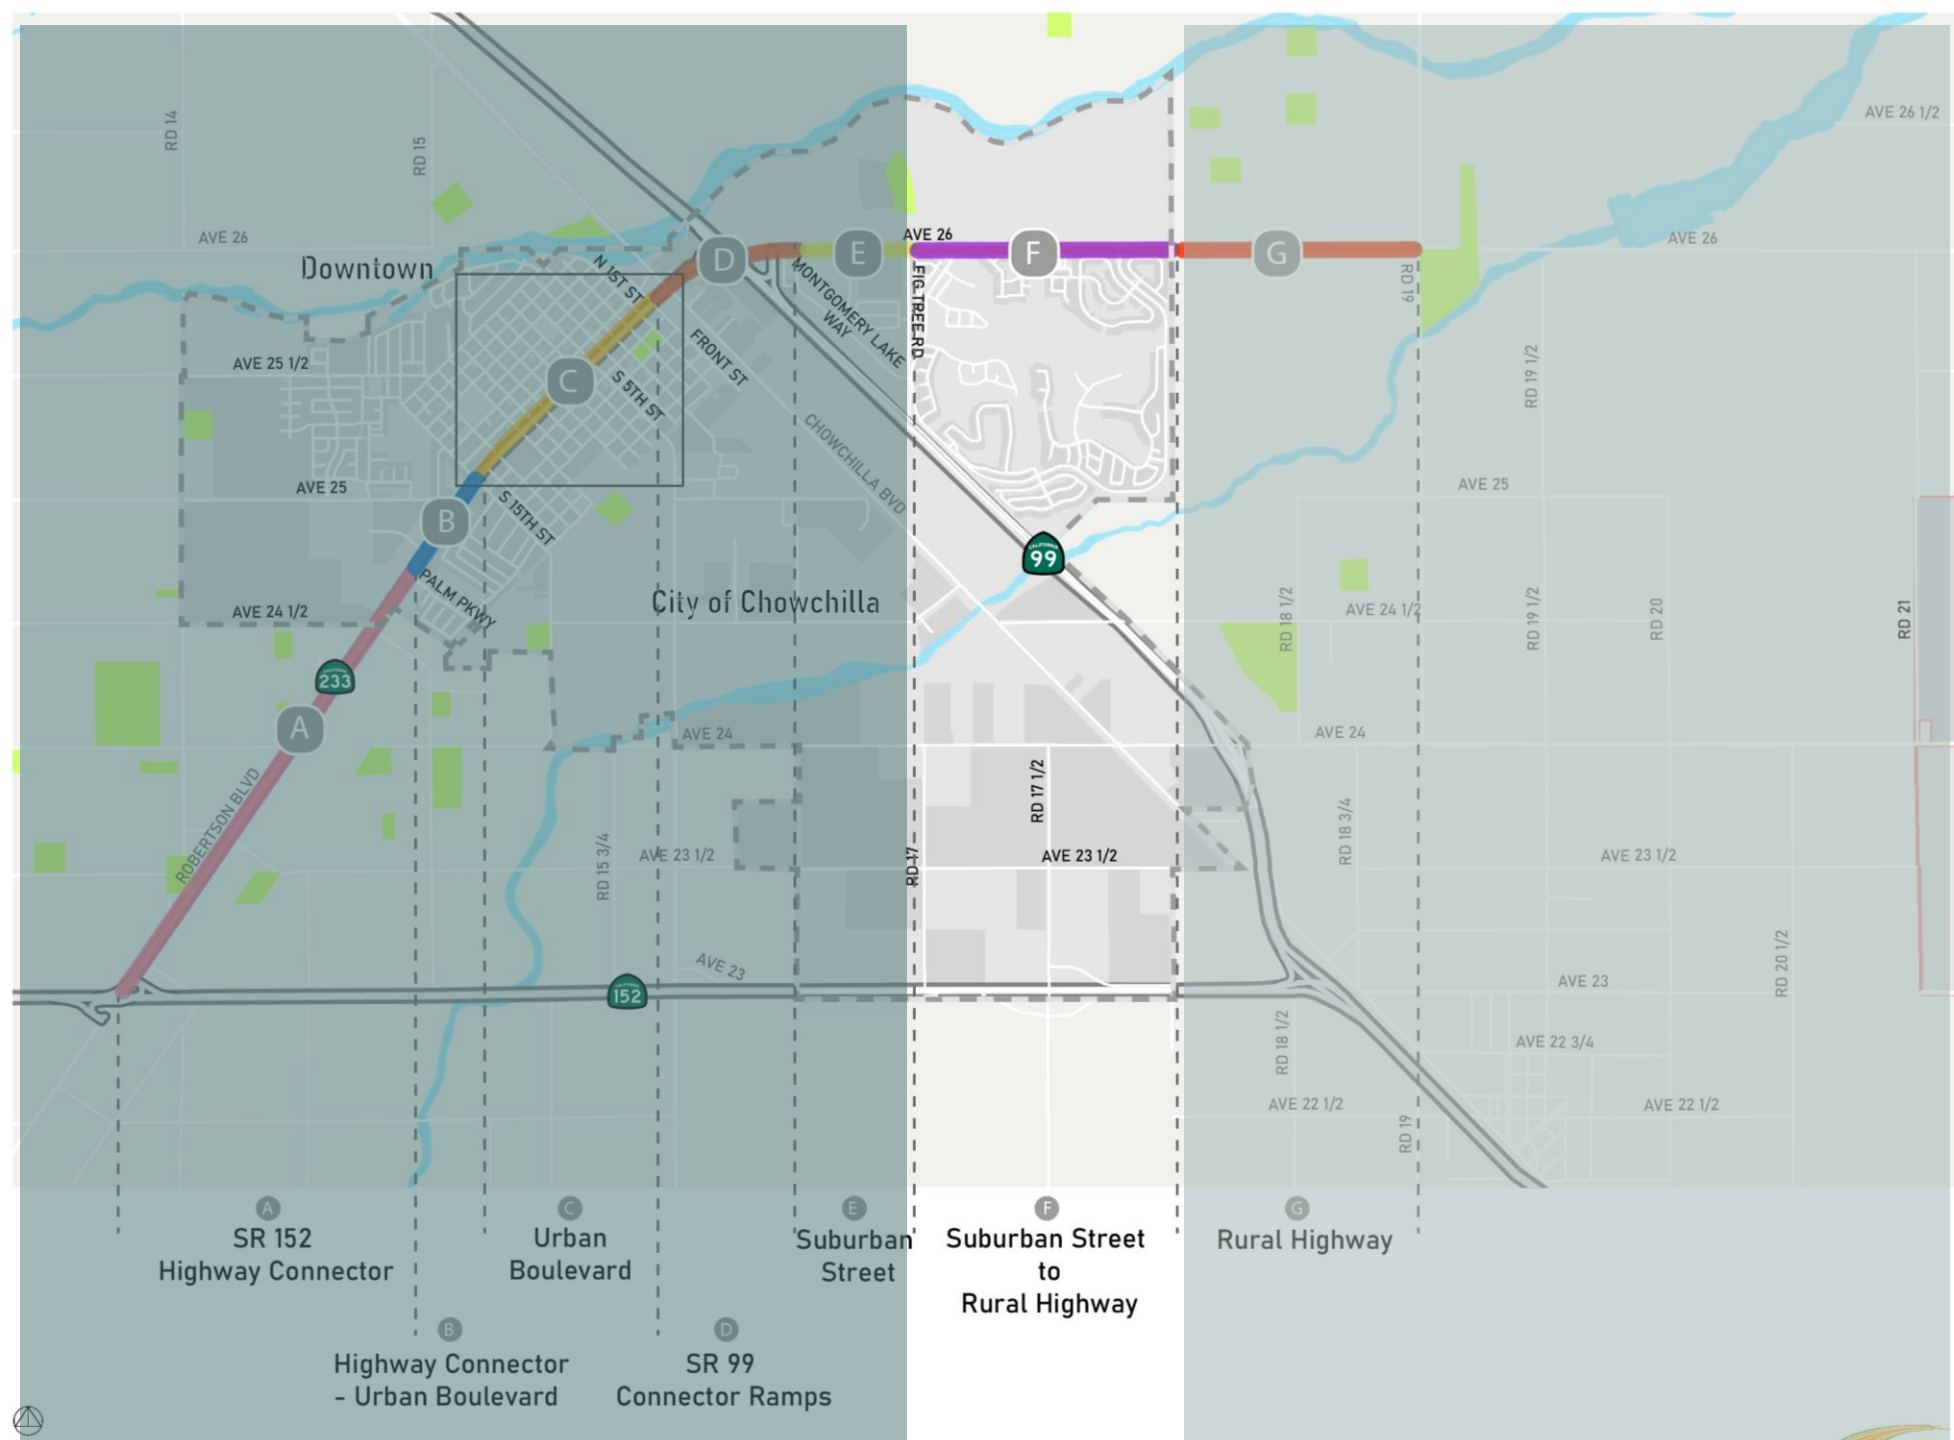 AVE 26 1/2
RD 14
RD 15
AVE 26
Downtown
N 1ST ST
D
E
AVE 26
F
G
AVE 26
MONTGOMERY LAKE
WAY
FIG TREE RD
RD 19
FRONT ST
AVE 25 1/2
C
S 5TH ST
RD 19 1/2
CHOWCHILLA BVD
AVE 25
AVE 25
B
S 15TH ST
CALIFORNIA
99
PALM PKWY
City of Chowchilla
AVE 24 1/2
AVE 24 1/2
RD 18 1/2
RD 19 1/2
RD 20
RD 21
CALIFORNIA
233
A
AVE 24
AVE 24
ROBERTSON BLVD
RD 17 1/2
RD 18 3/4
RD 15 3/4
AVE 23 1/2
RD 17
AVE 23 1/2
AVE 23 1/2
AVE 23
CALIFORNIA
152
AVE 23
RD 20 1/2
RD 18 1/2
AVE 22 3/4
AVE 22 1/2
AVE 22 1/2
RD 19
A
SR 152
Highway Connector
C
Urban
Boulevard
E
Suburban
Street
F
Suburban Street
to
Rural Highway
G
Rural Highway
B
Highway Connector
- Urban Boulevard
D
SR 99
Connector Ramps